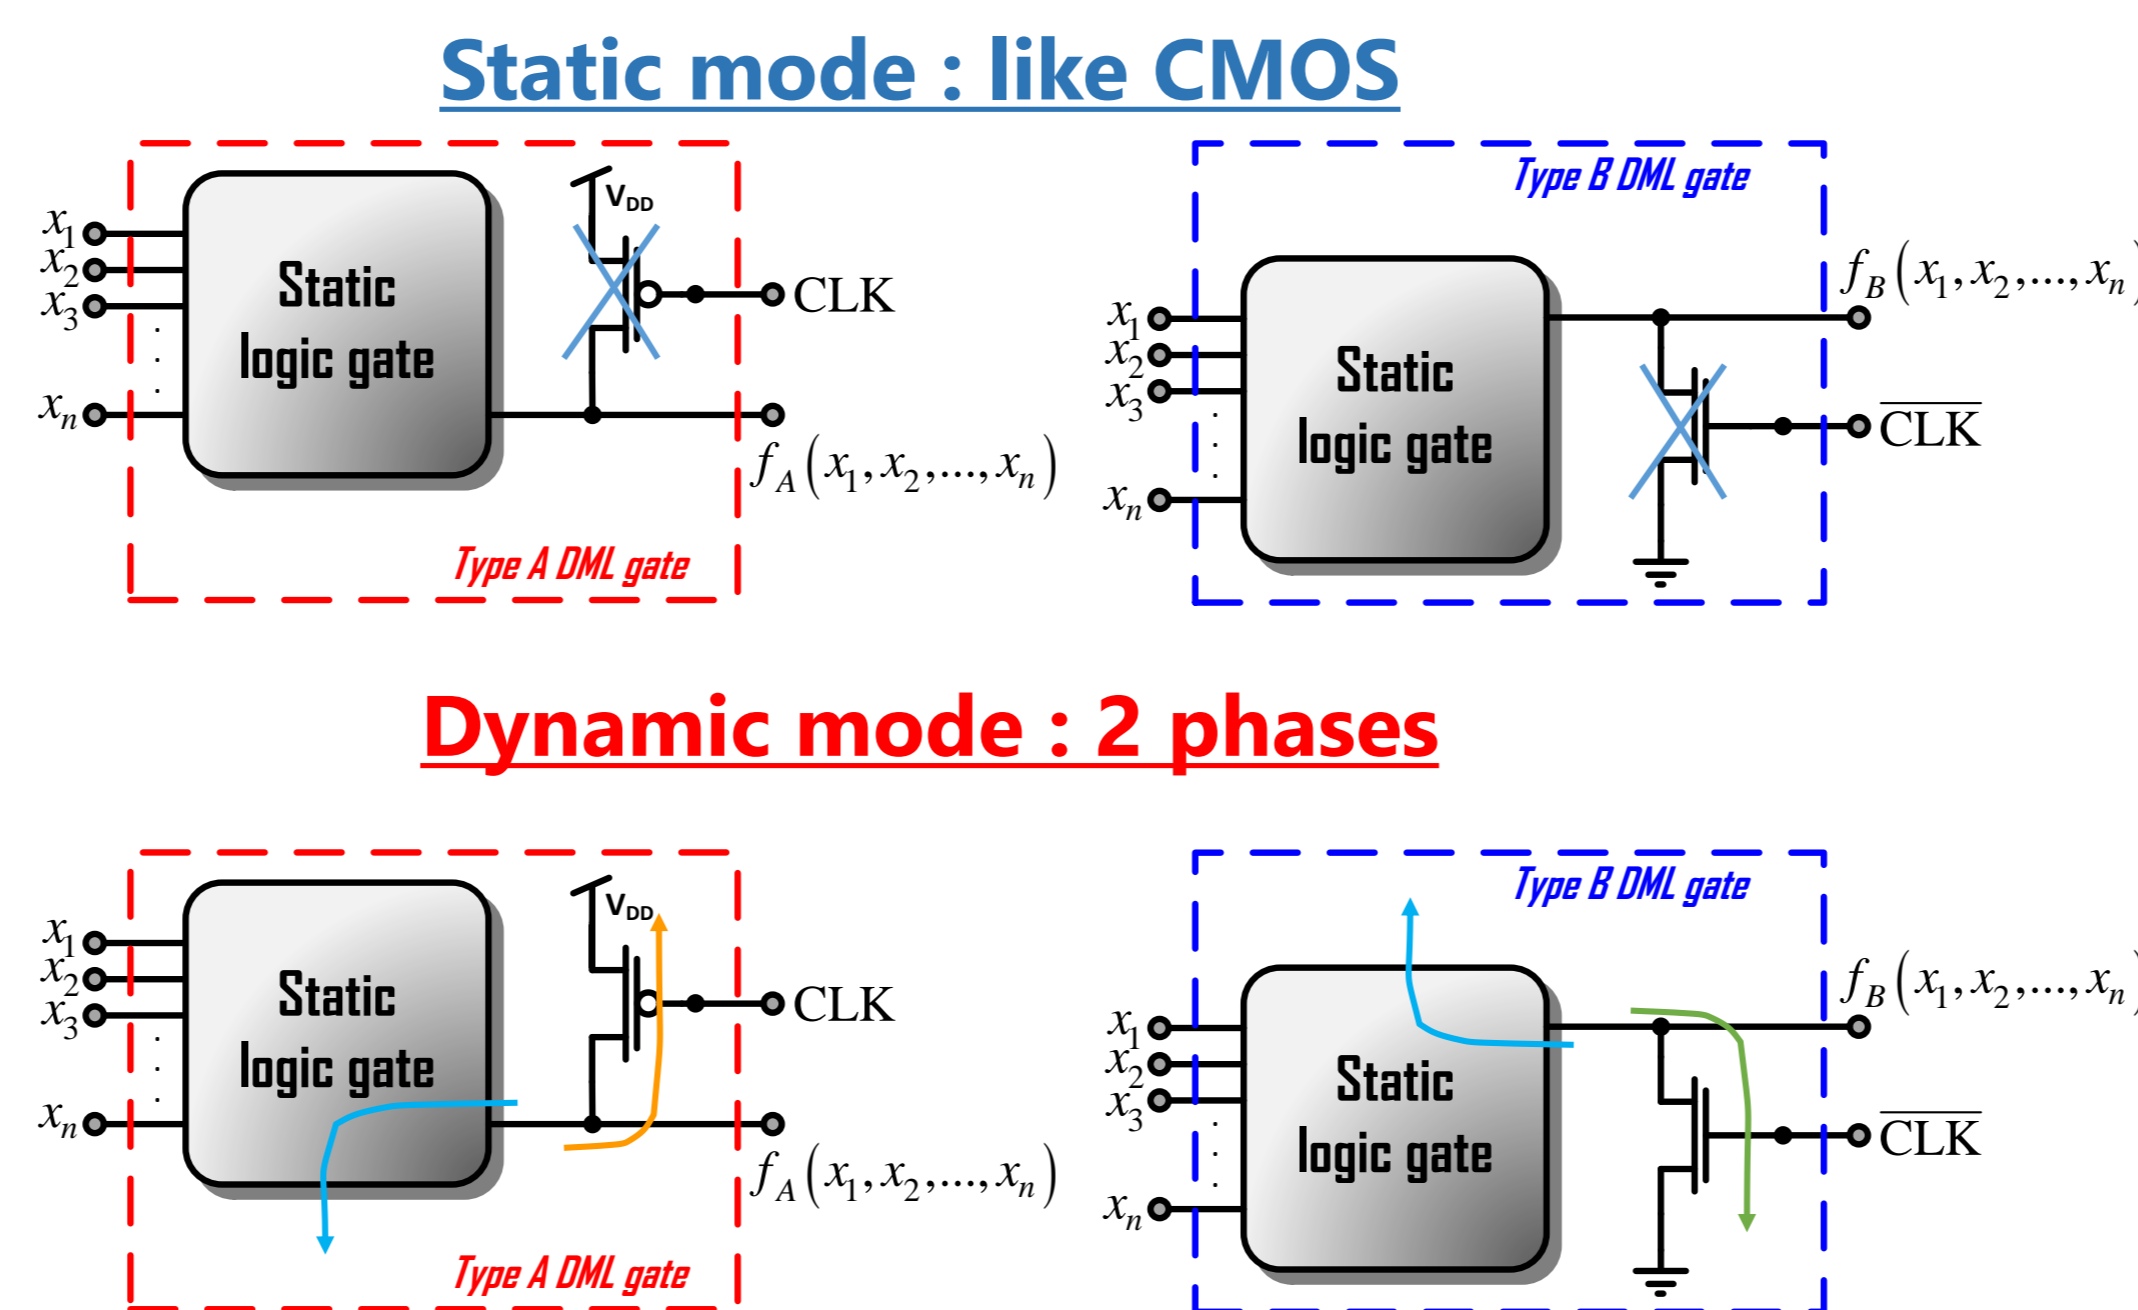 Static mode : like CMOS
x1
x2
x3
.
.
.
xn
Static
logic gate
VDD
CLK
fA(x1, x2,..., xn)
Type A DML gate
Type B DML gate
x1
x2
x3
.
.
.
xn
Static
logic gate
fB(x1, x2,..., xn)
C̅L̅K̅
Dynamic mode : 2 phases
x1
x2
x3
.
.
.
xn
Static
logic gate
VDD
CLK
fA(x1, x2,..., xn)
Type A DML gate
Type B DML gate
x1
x2
x3
.
.
.
xn
Static
logic gate
fB(x1, x2,..., xn)
C̅L̅K̅